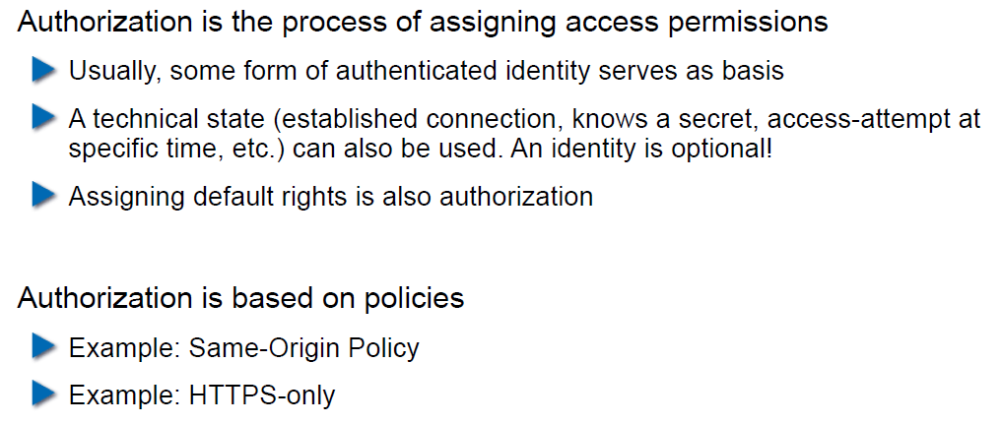 Authorization is the process of assigning access permissions
Usually, some form of authenticated identity serves as basis
A technical state (established connection, knows a secret, access-attempt at
specific time, etc.) can also be used. An identity is optional!
Assigning default rights is also authorization
Authorization is based on policies
Example: Same-Origin Policy
Example: HTTPS-only